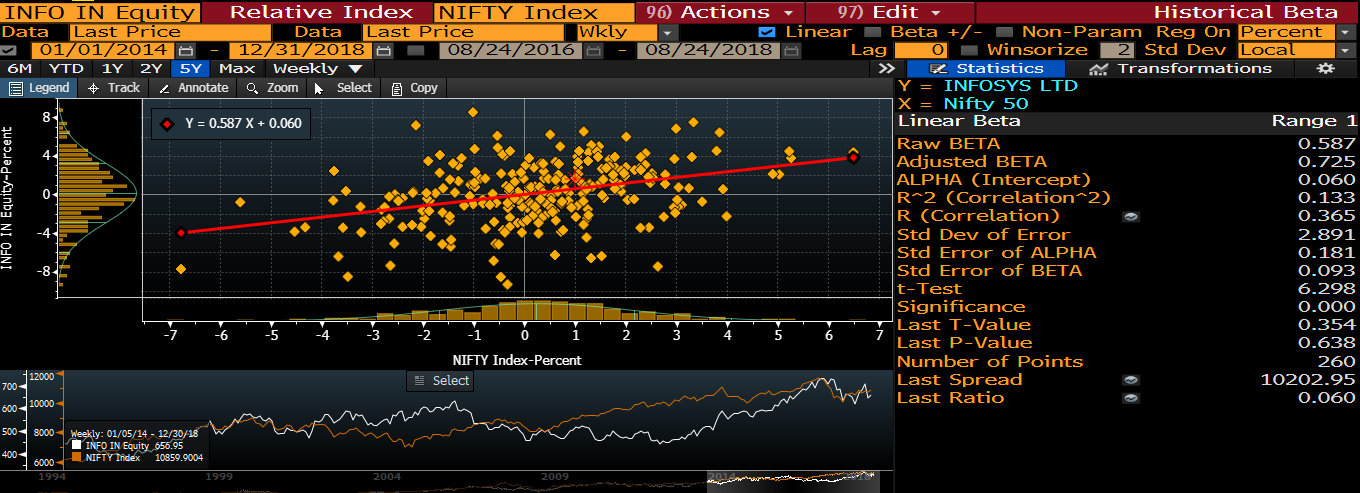 INFO IN Equity Relative Index NIFTY Index 96) Actions 97) Edit Historical Beta
Data Last Price Data Last Price Wkly Linear Beta +/- Non-Param Reg On Percent
01/01/2014 - 12/31/2018 08/24/2016 - 08/24/2018 Lag 0 Winsorize 2 Std Dev Local
6M YTD 1Y 2Y 5Y Max Weekly Statistics Transformations
Legend Track Annotate Zoom Select Copy
Y = INFOSYS LTD
X = Nifty 50
Linear Beta Range 1
Raw BETA 0.587
Adjusted BETA 0.725
ALPHA (Intercept) 0.060
R^2 (Correlation^2) 0.133
R (Correlation) 0.365
Std Dev of Error 2.891
Std Error of ALPHA 0.181
Std Error of BETA 0.093
t-Test 6.298
Significance 0.000
Last T-Value 0.354
Last P-Value 0.638
Number of Points 260
Last Spread 10202.95
Last Ratio 0.060
INFO IN Equity-Percent
8
4
0
-4
-8
Y = 0.587 X + 0.060
-7 -6 -5 -4 -3 -2 -1 0 1 2 3 4 5 6 7
NIFTY Index-Percent
Select
700
600
500
400
12000
10000
8000
6000
Weekly: 01/05/14 - 12/30/18
INFO IN Equity 656.95
NIFTY Index 10859.9004
1994 1999 2004 2009 2014 2018